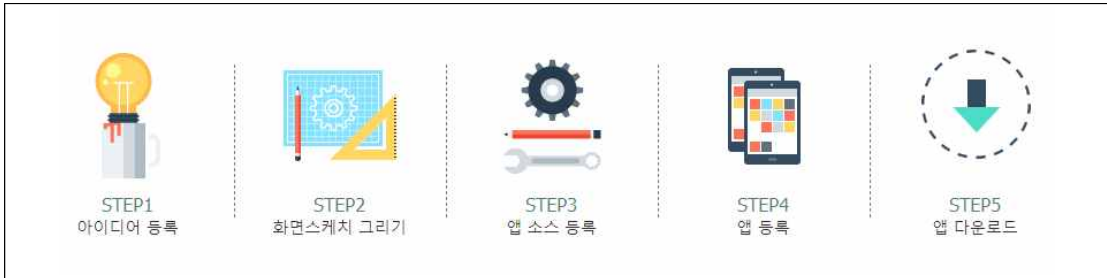 STEP1
아이디어 등록
STEP2
화면스케치 그리기
STEP3
앱 소스 등록
STEP4
앱 등록
STEP5
앱 다운로드